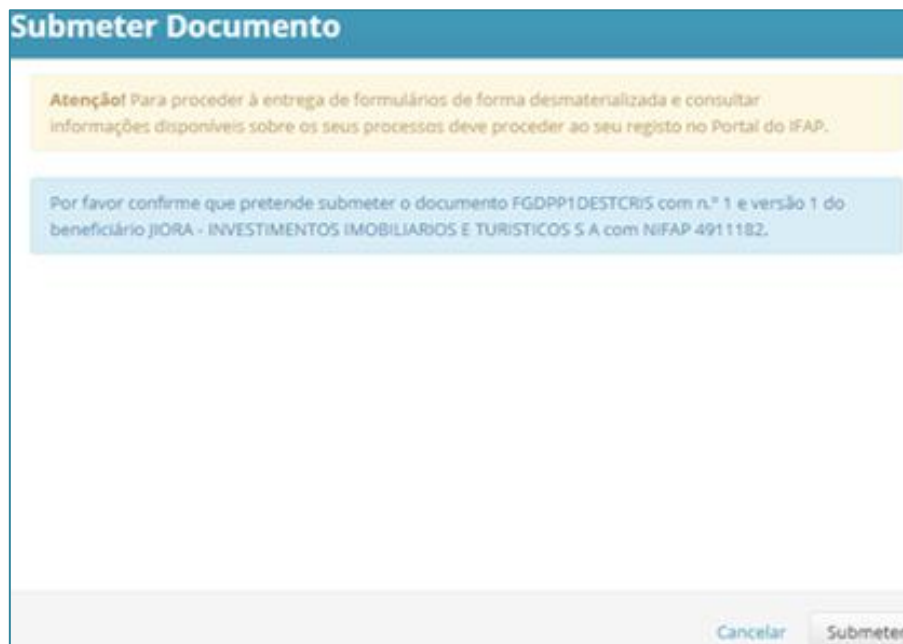 Submeter Documento
Atenção! Para proceder à entrega de formulários de forma desmaterializada e consultar
informações disponíveis sobre os seus processos deve proceder ao seu registo no Portal do IFAP.
Por favor confirme que pretende submeter o documento FGDPP1DESTCRIS com n.º 1 e versão 1 do
beneficiário JIORA - INVESTIMENTOS IMOBILIARIOS E TURISTICOS S A com NIFAP 4911182.
Cancelar Submeter